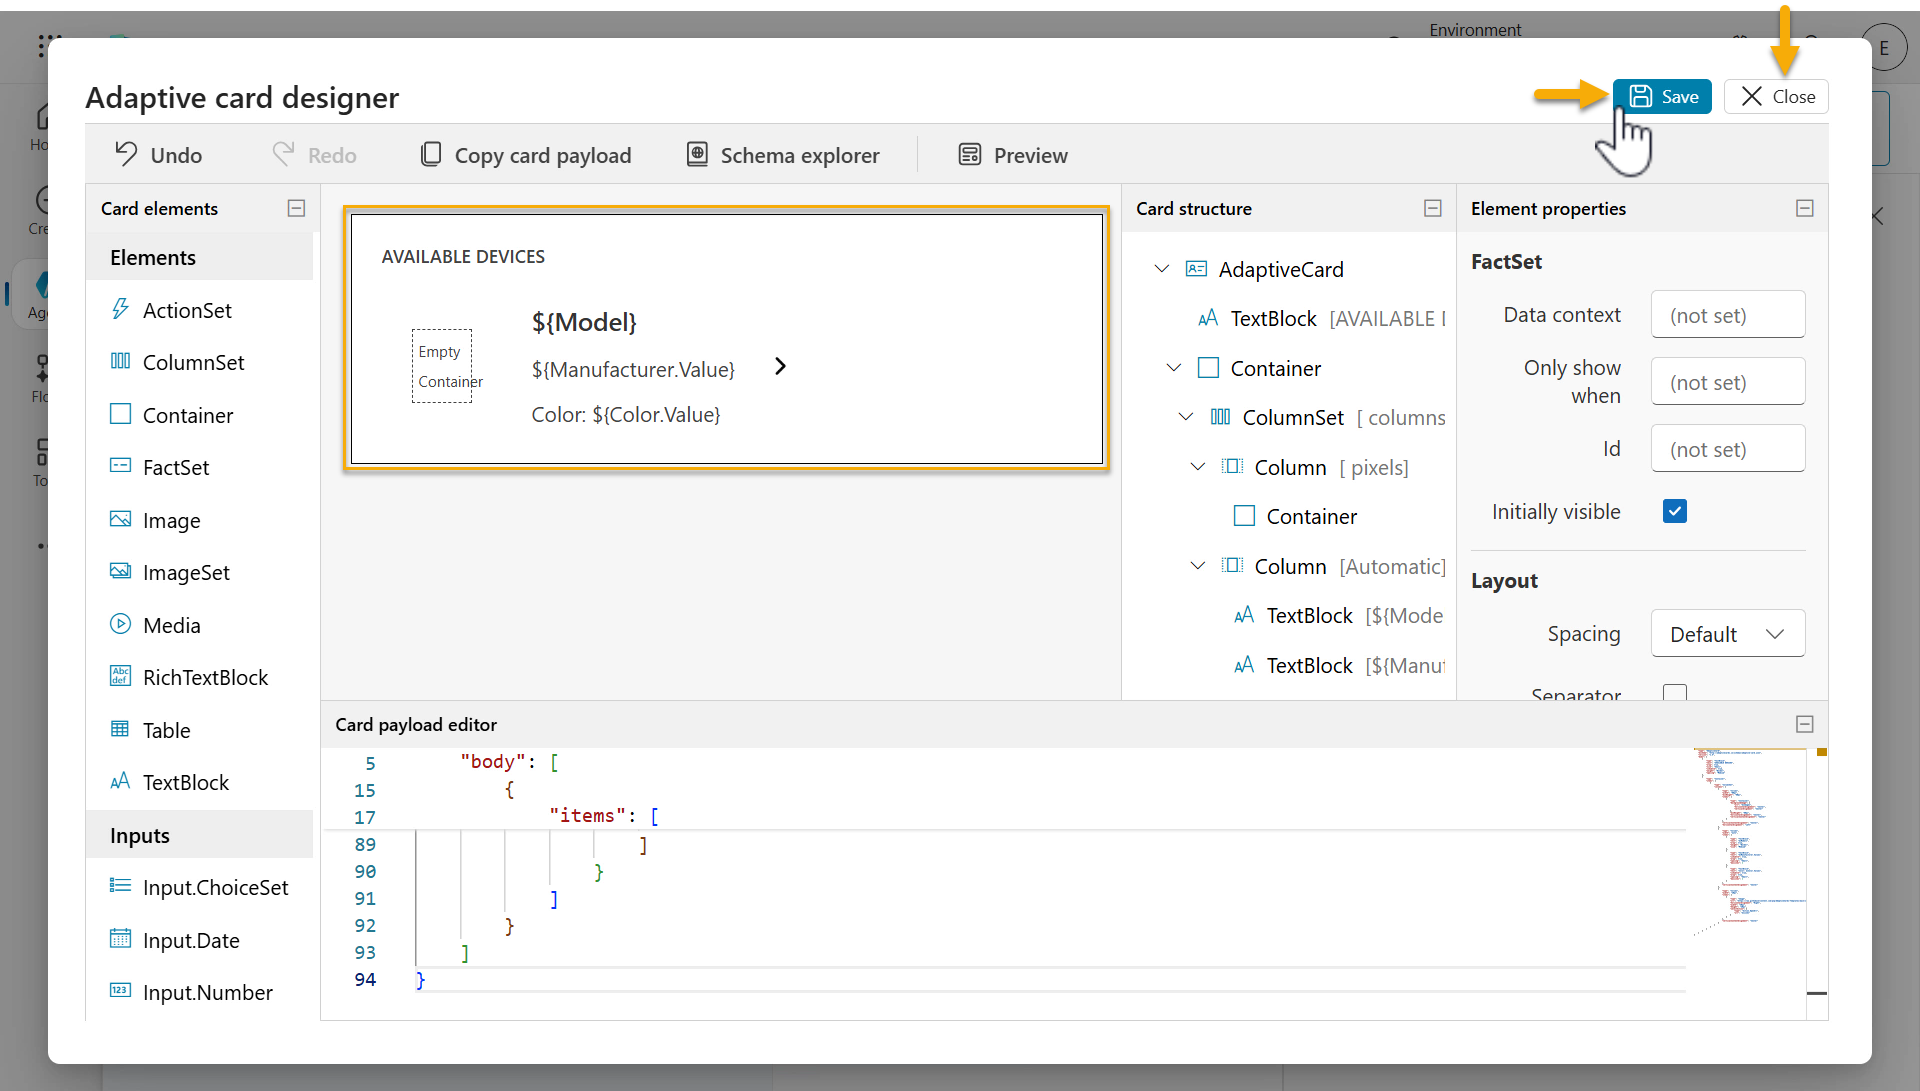 Environment
E
Adaptive card designer
Save
Close
Undo
Redo
Copy card payload
Schema explorer
Preview
Card elements
Elements
ActionSet
ColumnSet
Container
FactSet
Image
ImageSet
Media
RichTextBlock
Table
TextBlock
Inputs
Input.ChoiceSet
Input.Date
Input.Number
AVAILABLE DEVICES
Empty
Container
${Model}
${Manufacturer.Value}
Color: ${Color.Value}
Card structure
AdaptiveCard
TextBlock [AVAILABLE
Container
ColumnSet [ columns
Column [ pixels]
Container
Column [Automatic]
TextBlock [${Mode
TextBlock [${Manu
Element properties
FactSet
Data context (not set)
Only show
when (not set)
Id (not set)
Initially visible
Layout
Spacing Default
Separator
Card payload editor
5 "body": [
15 {
17 "items": [
89 ]
90 }
91 ]
92 }
93 ]
94 }